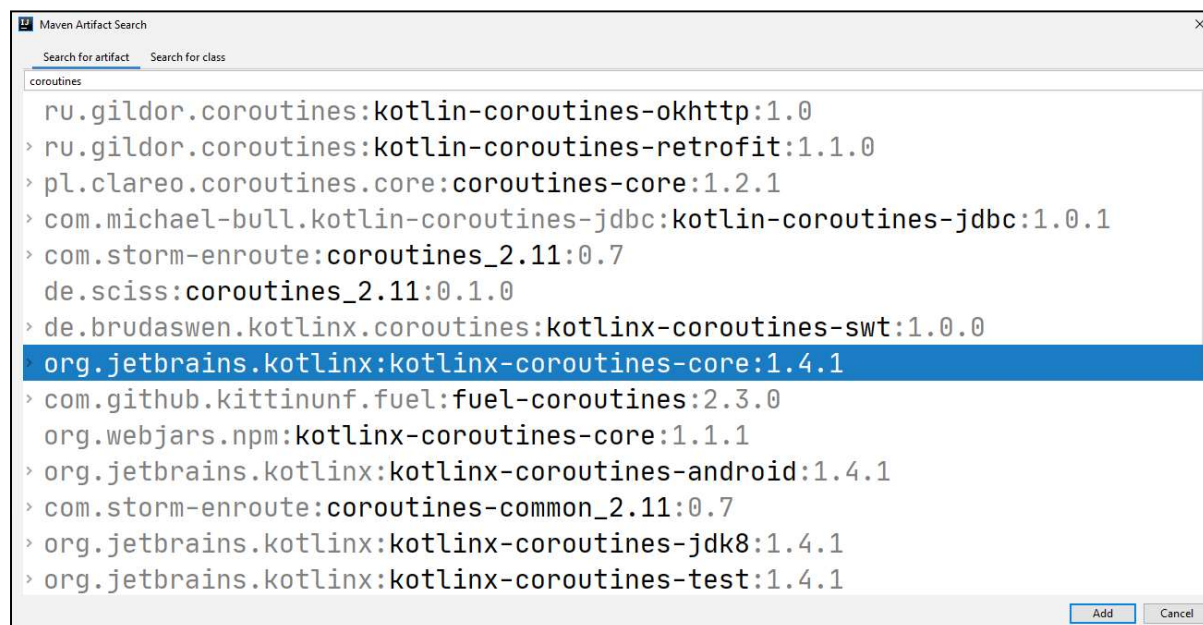 Maven Artifact Search
Search for artifact Search for class
coroutines
ru.gildor.coroutines:kotlin-coroutines-okhttp:1.0
ru.gildor.coroutines:kotlin-coroutines-retrofit:1.1.0
pl.clareo.coroutines.core:coroutines-core:1.2.1
com.michael-bull.kotlin-coroutines-jdbc:kotlin-coroutines-jdbc:1.0.1
com.storm-enroute:coroutines_2.11:0.7
de.sciss:coroutines_2.11:0.1.0
de.brudaswen.kotlinx.coroutines:kotlinx-coroutines-swt:1.0.0
org.jetbrains.kotlinx:kotlinx-coroutines-core:1.4.1
com.github.kittinunf.fuel:fuel-coroutines:2.3.0
org.webjars.npm:kotlinx-coroutines-core:1.1.1
org.jetbrains.kotlinx:kotlinx-coroutines-android:1.4.1
com.storm-enroute:coroutines-common_2.11:0.7
org.jetbrains.kotlinx:kotlinx-coroutines-jdk8:1.4.1
org.jetbrains.kotlinx:kotlinx-coroutines-test:1.4.1
Add Cancel